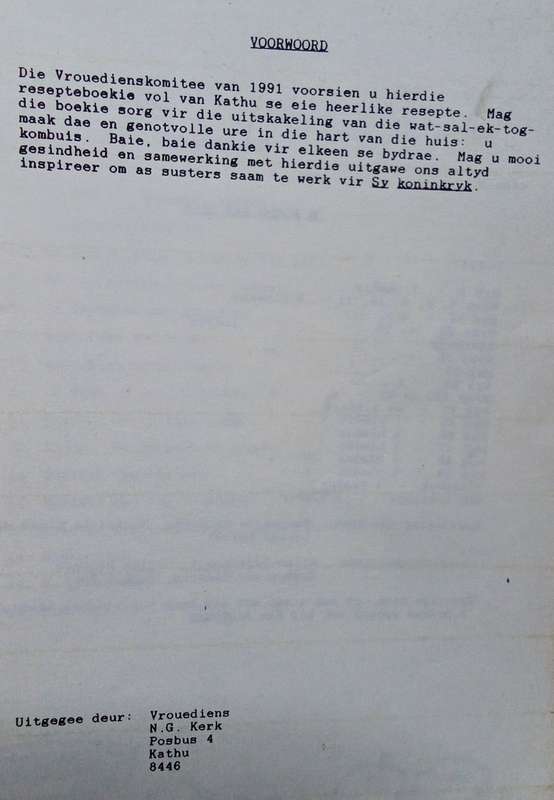 VOORWOORD
Die Vrouedienskomitee van 1991 voorsien u hierdie
resepteboekie vol van Kathu se eie heerlike resepte. Mag
die boekie sorg vir die uitskakeling van die wat-sal-ek-tog-
maak dae en genotvolle ure in die hart van die huis: u
kombuis. Baie, baie dankie vir elkeen se bydrae. Mag u mooi
gesindheid en samewerking met hierdie uitgawe ons altyd
inspireer om as susters saam te werk vir Sy koninkryk.
Uitgegee deur: Vrouediens
N.G. Kerk
Posbus 4
Kathu
8446